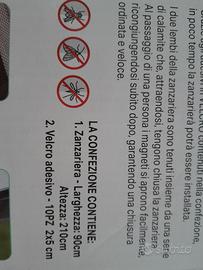 in poco tempo la zanzariera potrà essere installata.
I due lembi della zanzariera sono tenuti insieme da una serie
di calamite che, attraendosi, tengono chiusa la zanzariera.
Al passaggio di una persona i magneti si aprono facilmente,
ricongiungendosi subito dopo, garantendo una chiusura
ordinata e veloce.
LA CONFEZIONE CONTIENE:
1. Zanzariera - Larghezza: 90cm
Altezza: 210cm
2. Velcro adesivo - 10PZ 2x5 cm